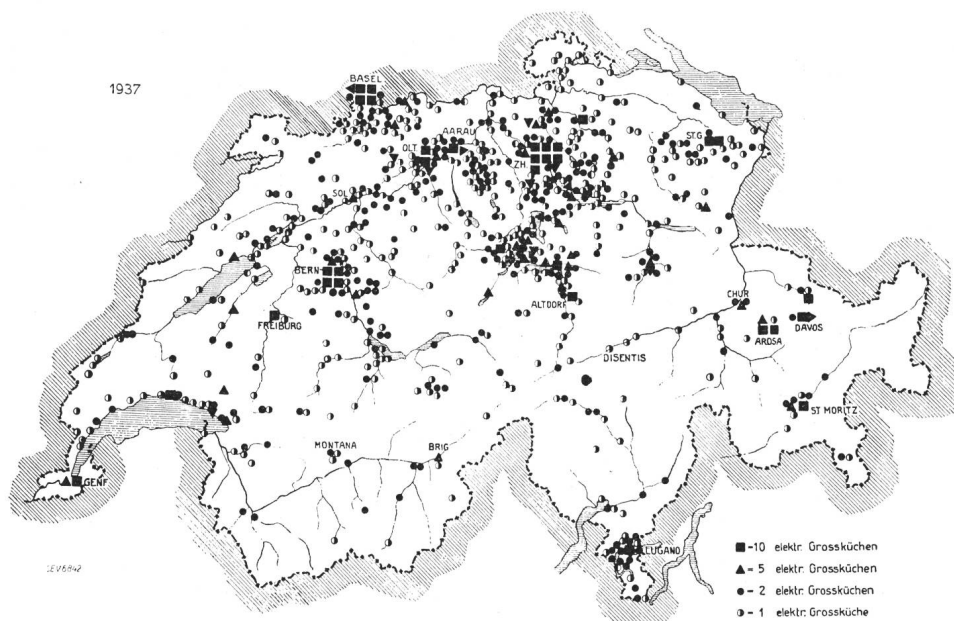 1937
BASEL
AARAU
OLT.
ZH.
ST.G.
SOL
BERN
FREIBURG
ALTDORF
CHUR
DAVOS
AROSA
DISENTIS
ST MORITZ
MONTANA
BRIG
GENF
LUGANO
■ -10 elektr. Grossküchen
▲ - 5 elektr. Grossküchen
● - 2 elektr. Grossküchen
◑ - 1 elektr. Grossküche
SEV6842